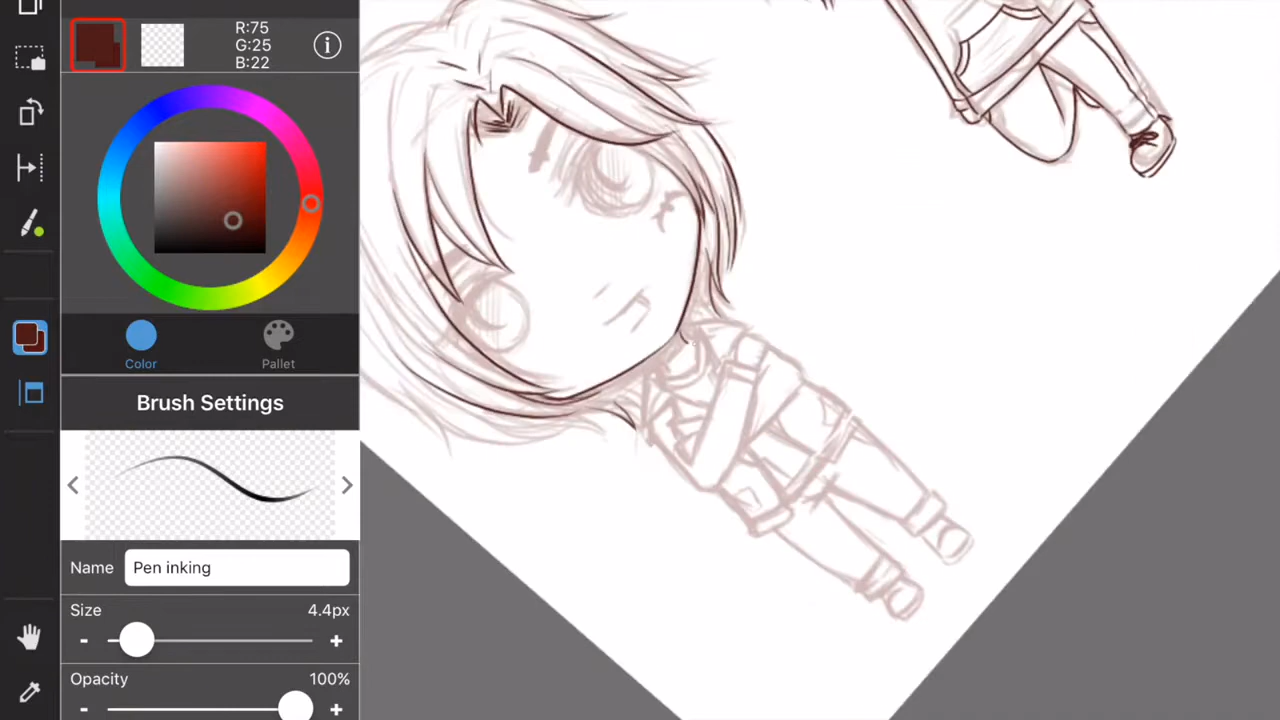 R:75
G:25
B:22
Color
Pallet
Brush Settings
Name
Pen inking
Size
4.4px
Opacity
100%